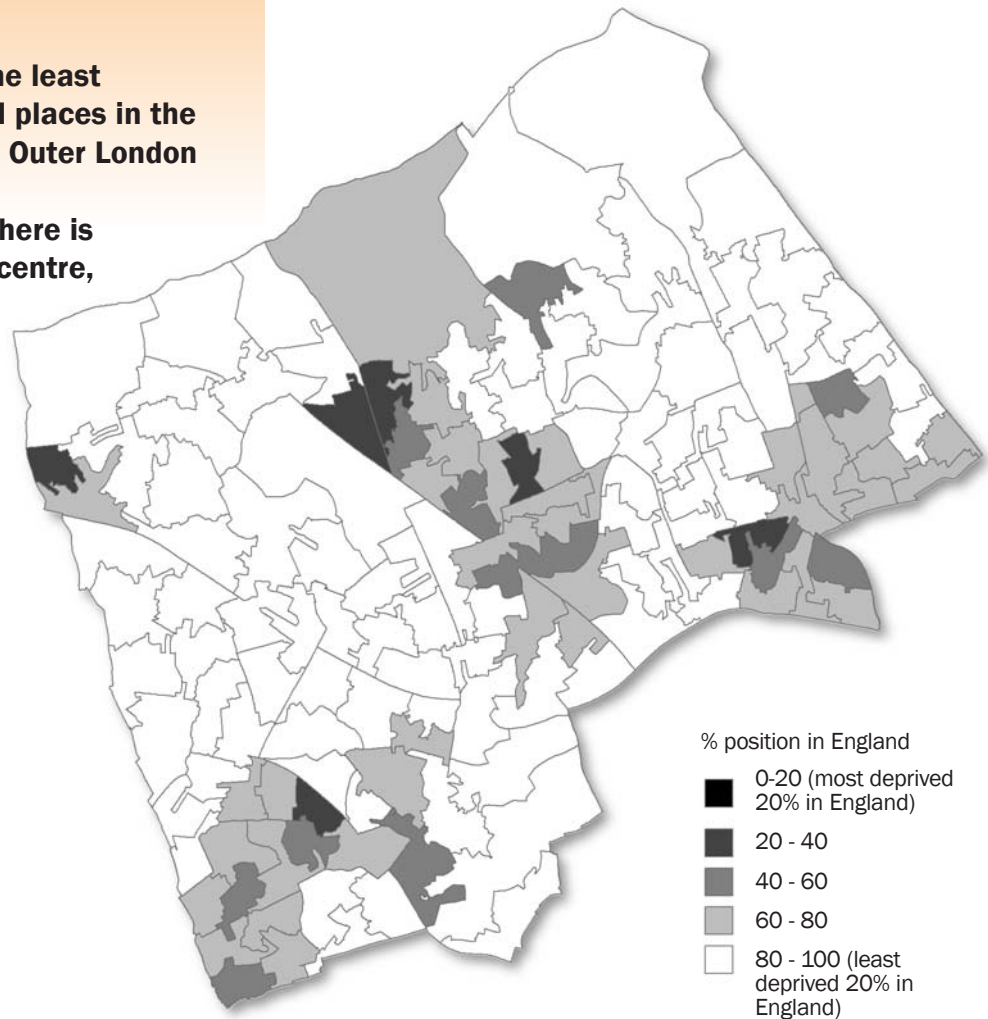 ne least
l places in the
Outer London
here is
centre,
% position in England
0-20 (most deprived
20% in England)
20 - 40
40 - 60
60 - 80
80 - 100 (least
deprived 20% in
England)